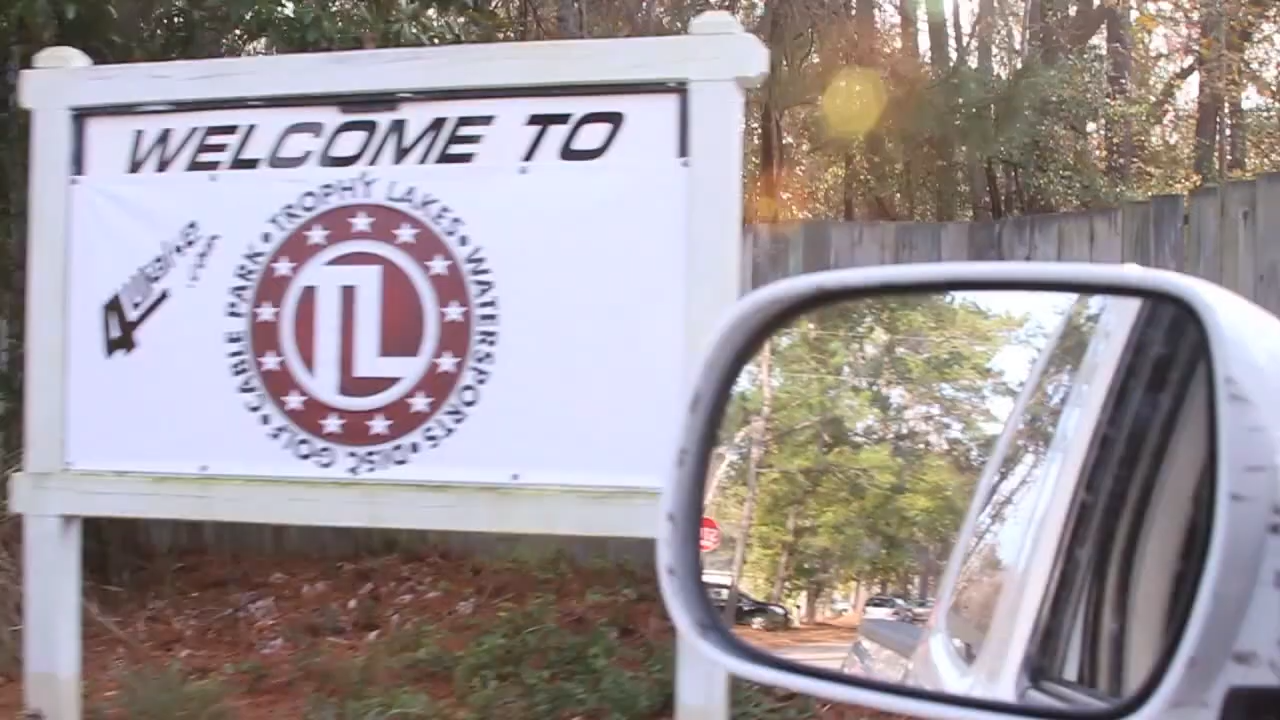 WELCOME TO
TROPHY LAKES • WATERSPORTS • DISC GOLF • CABLE PARK •
TL